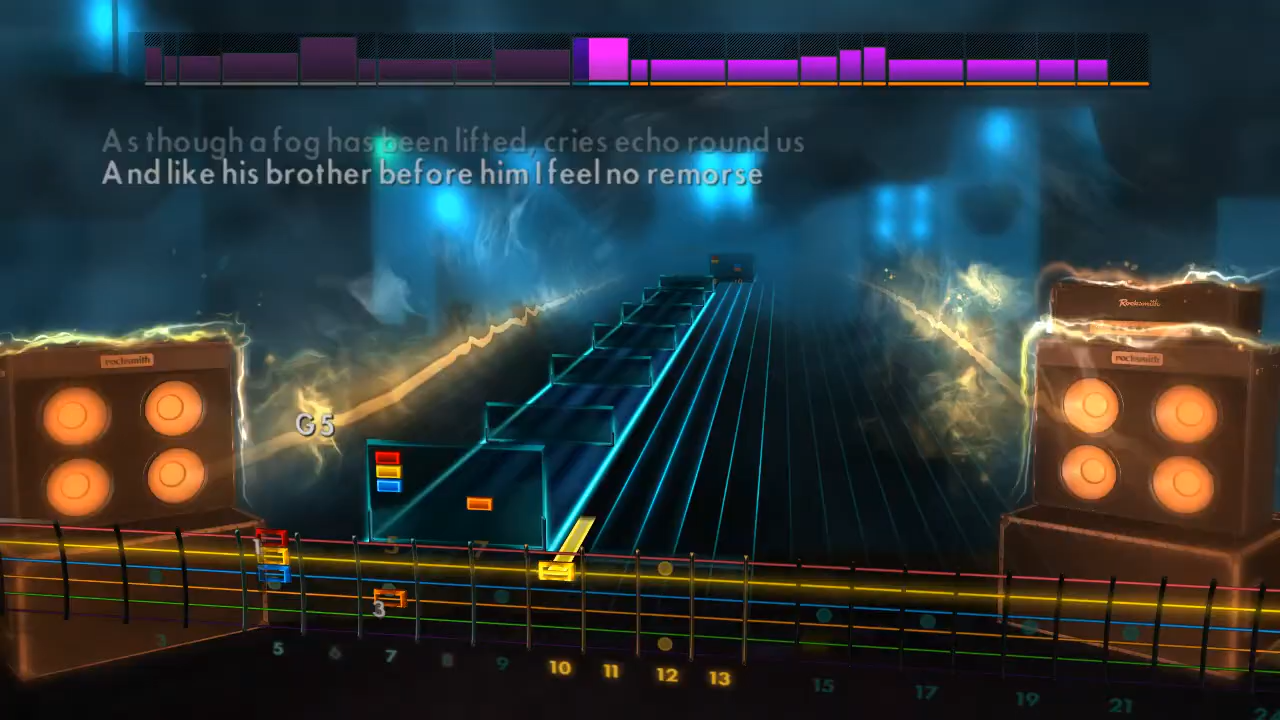 As though a fog has been lifted, cries echo round us
And like his brother before him I feel no remorse
Rocksmith
rocksmith
rocksmith
G5
5 7
1
3
3 5 6 7 8 9 10 11 12 13 15 17 19 21